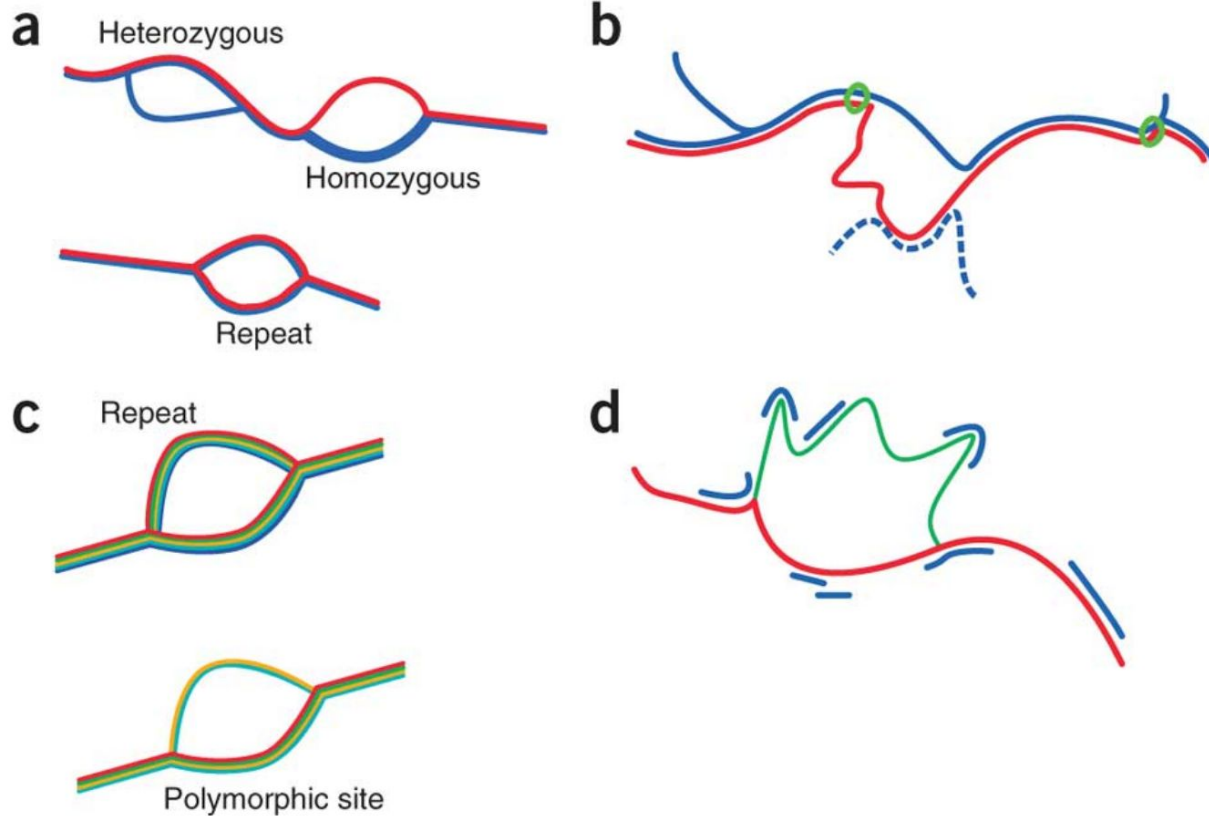 a
Heterozygous
Homozygous
Repeat
b
c
Repeat
Polymorphic site
d